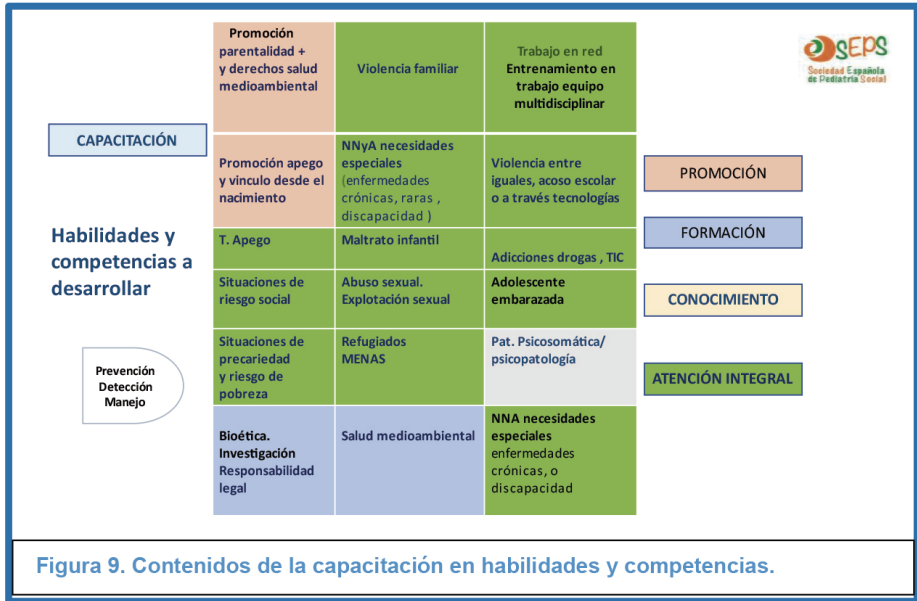 Promoción
parentalidad +
y derechos salud
medioambiental
Violencia familiar
Trabajo en red
Entrenamiento en
trabajo equipo
multidisciplinar
SEPS
Sociedad Española
de Pediatría Social
CAPACITACIÓN
Promoción apego
y vinculo desde el
nacimiento
NNyA necesidades
especiales
(enfermedades
crónicas, raras ,
discapacidad )
Violencia entre
iguales, acoso escolar
o a través tecnologías
PROMOCIÓN
Habilidades y
competencias a
desarrollar
T. Apego
Maltrato infantil
Adicciones drogas , TIC
FORMACIÓN
Situaciones de
riesgo social
Abuso sexual.
Explotación sexual
Adolescente
embarazada
CONOCIMIENTO
Prevención
Detección
Manejo
Situaciones de
precariedad
y riesgo de
pobreza
Refugiados
MENAS
Pat. Psicosomática/
psicopatología
ATENCIÓN INTEGRAL
Bioética.
Investigación
Responsabilidad
legal
Salud medioambiental
NNA necesidades
especiales
enfermedades
crónicas, o
discapacidad
Figura 9. Contenidos de la capacitación en habilidades y competencias.